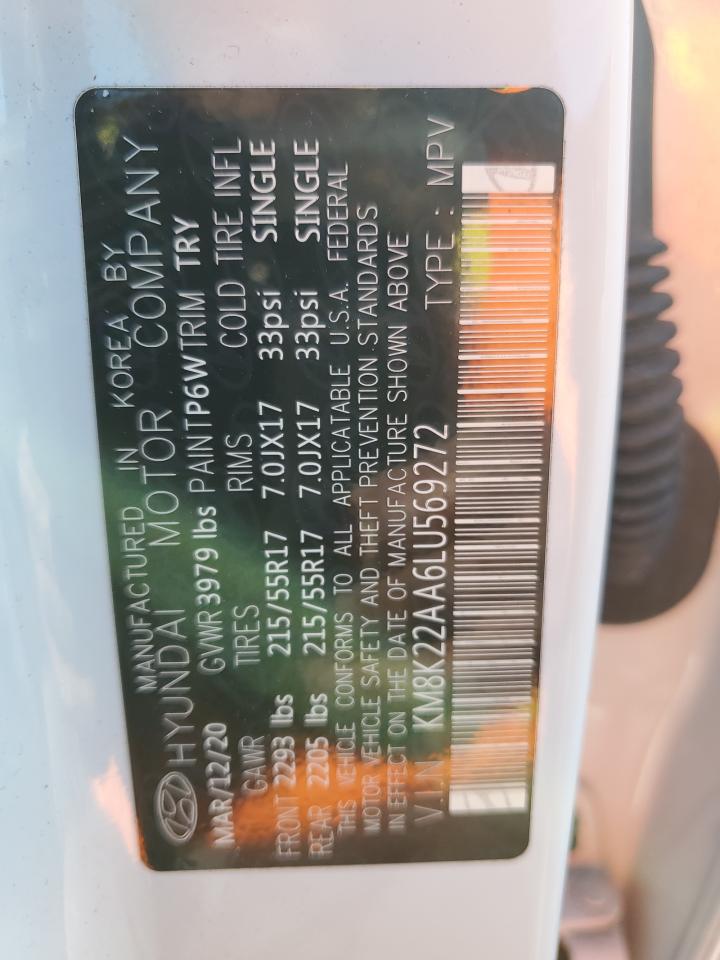 MANUFACTURED IN KOREA BY
HYUNDAI MOTOR COMPANY
MAR/12/20 GVWR 3979 lbs PAINT P6W TRIM TRY
GAWR TIRES RIMS COLD TIRE INFL
FRONT 2293 lbs 215/55R17 7.0JX17 33psi SINGLE
REAR 2205 lbs 215/55R17 7.0JX17 33psi SINGLE
THIS VEHICLE CONFORMS TO ALL APPLICATABLE U.S.A. FEDERAL
MOTOR VEHICLE SAFETY AND THEFT PREVENTION STANDARDS
IN EFFECT ON THE DATE OF MANUFACTURE SHOWN ABOVE
V.I.N KM8K22AA6LU569272 TYPE : MPV